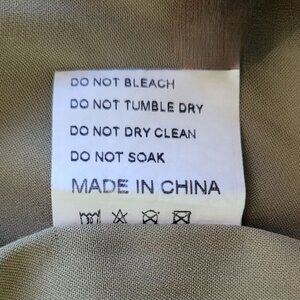 DO NOT BLEACH
DO NOT TUMBLE DRY
DO NOT DRY CLEAN
DO NOT SOAK
MADE IN CHINA